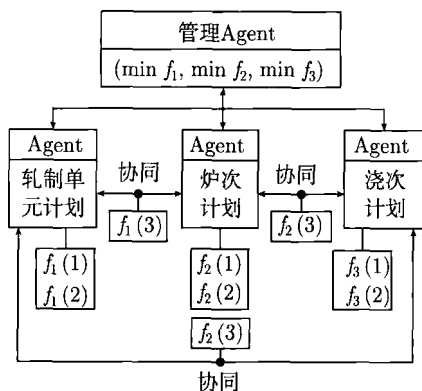 管理Agent
(min f₁, min f₂, min f₃)
Agent
轧制单
元计划
协同
f₁(3)
Agent
炉次
计划
协同
f₂(3)
Agent
浇次
计划
f₁(1)
f₁(2)
f₂(1)
f₂(2)
f₃(1)
f₃(2)
f₂(3)
协同